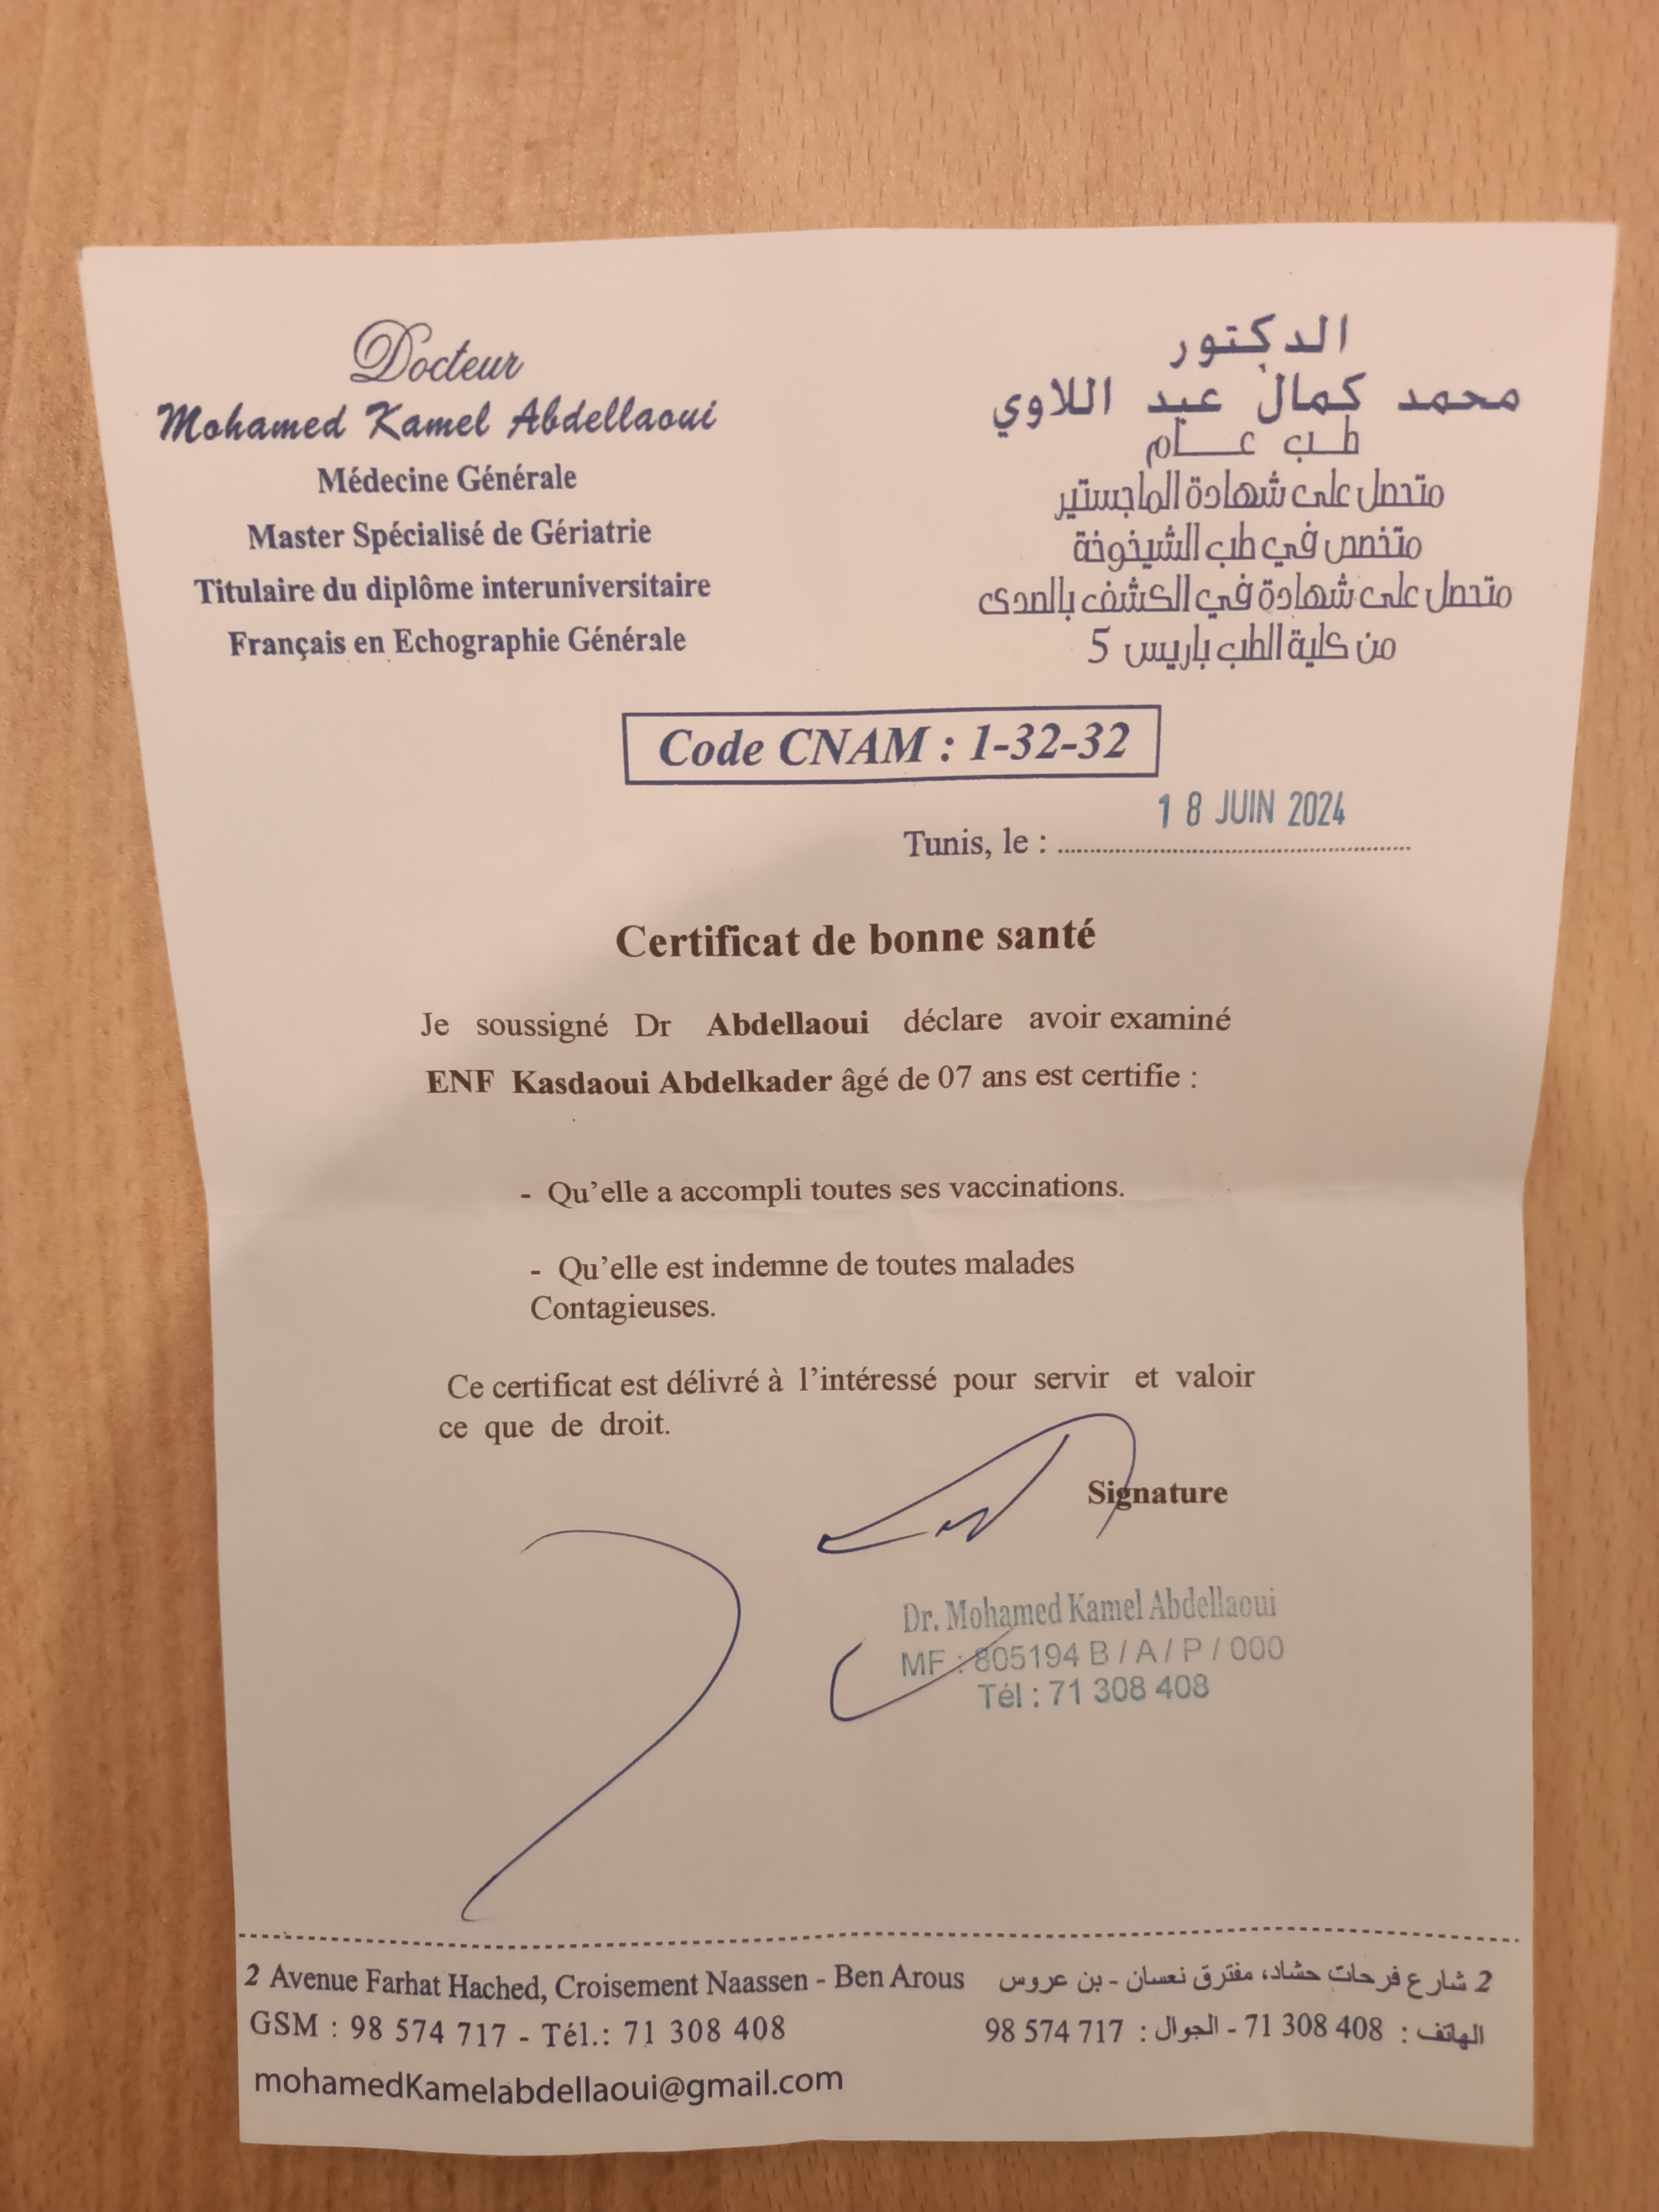 Docteur
Mohamed Kamel Abdellaoui
Médecine Générale
Master Spécialisé de Gériatrie
Titulaire du diplôme interuniversitaire
Français en Echographie Générale
الدكتور
محمد كمال عبد اللاوي
طب عام
متحصل على شهادة الماجستير
متخصص في طب الشيخوخة
متحصل على شهادة في الكشف بالصدى
من كلية الطب باريس 5
Code CNAM : 1-32-32
18 JUIN 2024
Tunis, le :
Certificat de bonne santé
Je soussigné Dr Abdellaoui déclare avoir examiné
ENF Kasdaoui Abdelkader âgé de 07 ans est certifie :
- Qu’elle a accompli toutes ses vaccinations.
- Qu’elle est indemne de toutes malades
Contagieuses.
Ce certificat est délivré à l’intéressé pour servir et valoir
ce que de droit.
Signature
Dr. Mohamed Kamel Abdellaoui
MF : 805194 B / A / P / 000
Tél : 71 308 408
2 Avenue Farhat Hached, Croisement Naassen - Ben Arous
GSM : 98 574 717 - Tél.: 71 308 408
mohamedKamelabdellaoui@gmail.com
2 شارع فرحات حشاد، مفترق نعسان - بن عروس
الهاتف : 71 308 408 - الجوال : 98 574 717